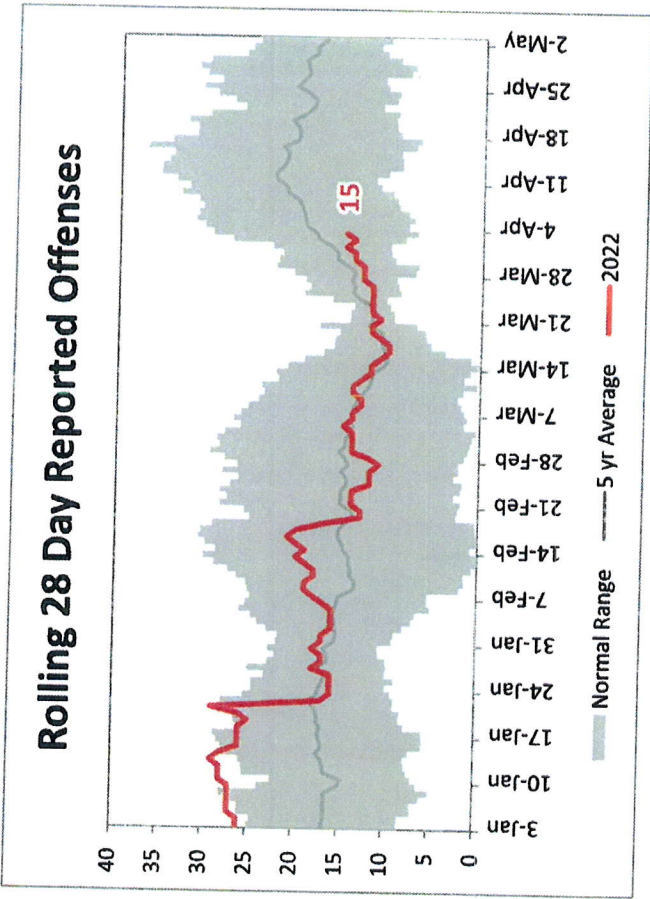 Rolling 28 Day Reported Offenses
40
35
30
25
20
15
10
5
0
15
3-Jan
10-Jan
17-Jan
24-Jan
31-Jan
7-Feb
14-Feb
21-Feb
28-Feb
7-Mar
14-Mar
21-Mar
28-Mar
4-Apr
11-Apr
18-Apr
25-Apr
2-May
Normal Range
5 yr Average
2022